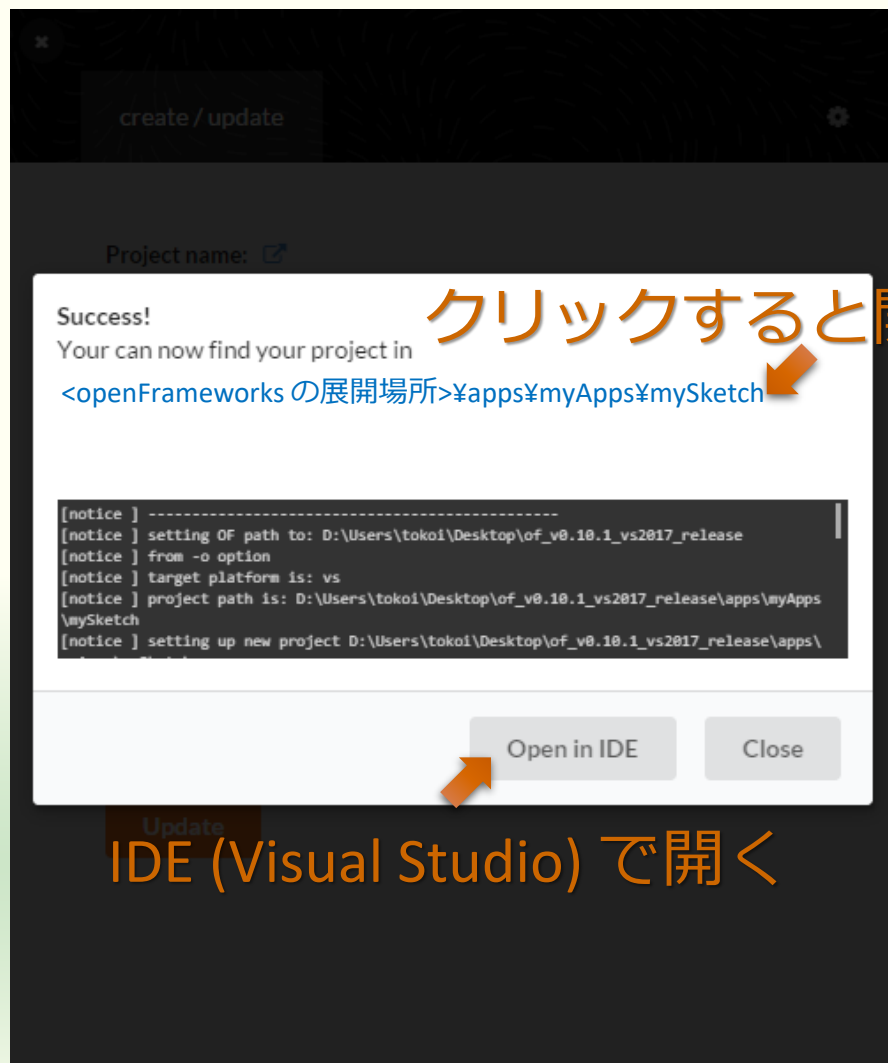 create / update
Project name:
Success!
クリックすると開
Your can now find your project in
<openFrameworks の展開場所>¥apps¥myApps¥mySketch
[notice ] -----------------------------------------------
[notice ] setting OF path to: D:\Users\tokoi\Desktop\of_v0.10.1_vs2017_release
[notice ] from -o option
[notice ] target platform is: vs
[notice ] project path is: D:\Users\tokoi\Desktop\of_v0.10.1_vs2017_release\apps\myApps
\mySketch
[notice ] setting up new project D:\Users\tokoi\Desktop\of_v0.10.1_vs2017_release\apps\
Open in IDE
Close
Update
IDE (Visual Studio) で開く